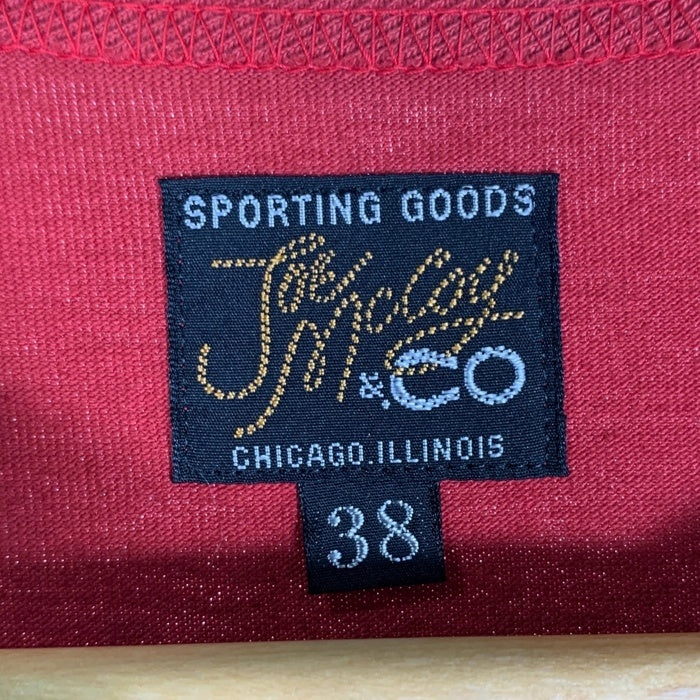 SPORTING GOODS
Joe McCoy
& CO
CHICAGO.ILLINOIS
38